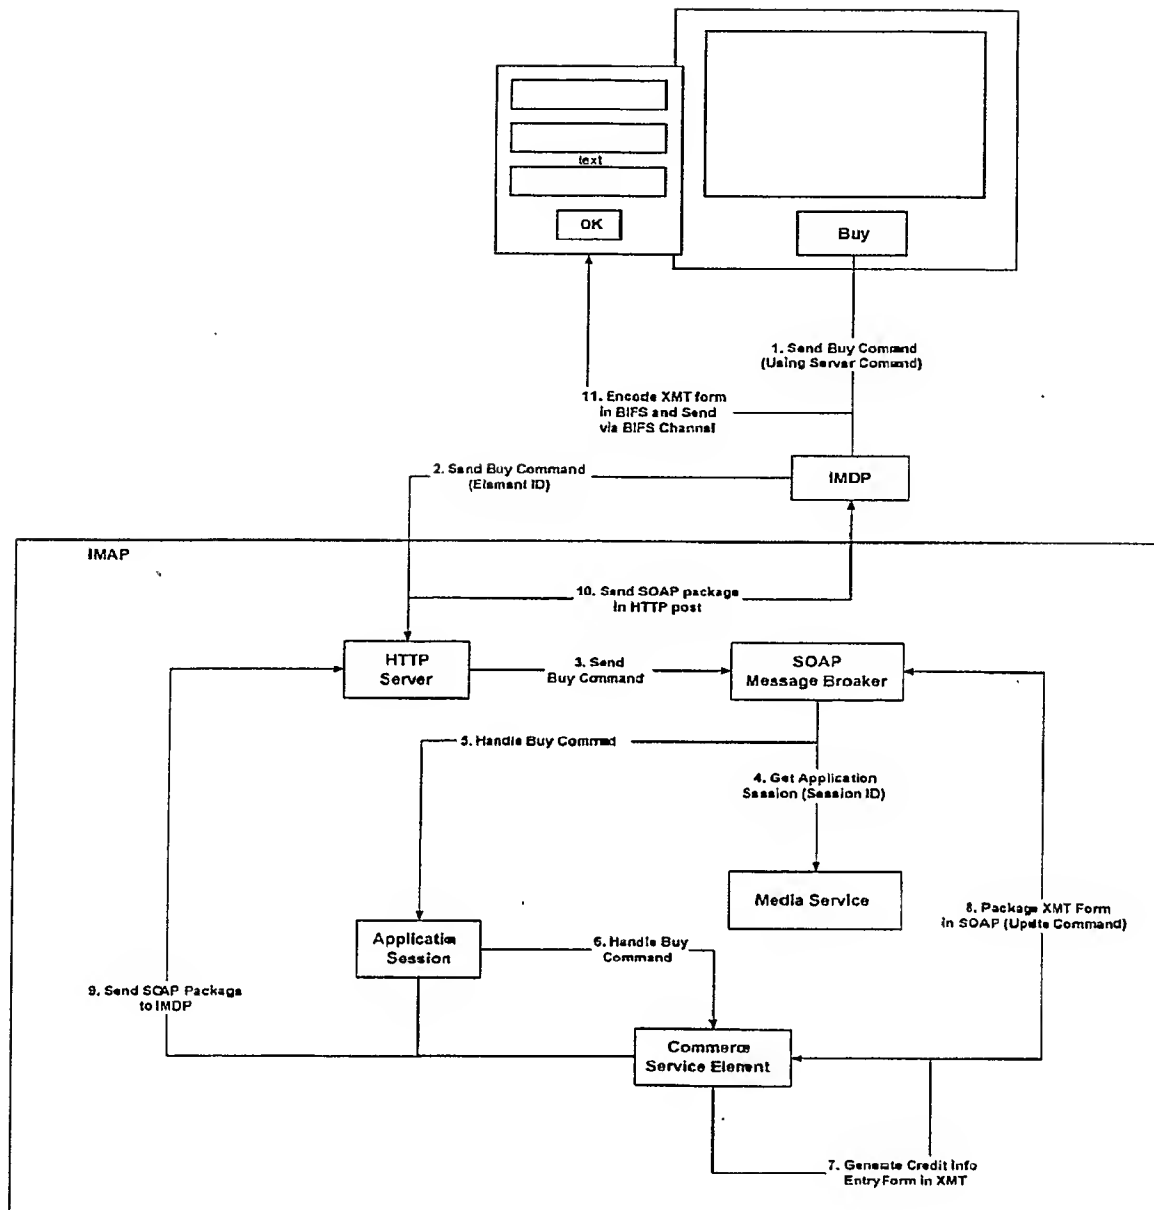 text
OK
Buy
1. Send Buy Command
(Using Server Comand)
11. Encode XMT form
in BIFS and Send
via BIFS Channel
2. Send Buy Command
(Element ID)
IMDP
IMAP
10. Send SOAP package
in HTTP post
HTTP
Server
3. Send
Buy Command
SOAP
Message Broaker
5. Handle Buy Commad
4. Get Application
Session (Session ID)
Media Service
8. Package XMT Form
in SOAP (Updte Command)
Application
Session
6. Handle Buy
Command
9. Send SOAP Package
to IMDP
Commerce
Service Element
7. Generate Credit Info
Entry Form in XMT